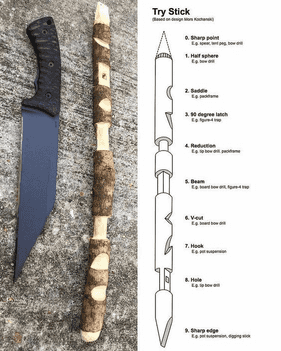 Try Stick
(Based on design Mors Kochanski)
0. Sharp point
E.g. spear, tent peg, bow drill
1. Half sphere
E.g. bow drill
2. Saddle
E.g. packframe
3. 90 degree latch
E.g. figure-4 trap
4. Reduction
E.g. bp bow drill, packframe
5. Beam
E.g. board bow drill, figure-4 trap
6. V-cut
E.g. board bow drill
7. Hook
E.g. pot suspension
8. Hole
E.g. bp bow drill
9. Sharp edge
E.g. pot suspension, digging stick